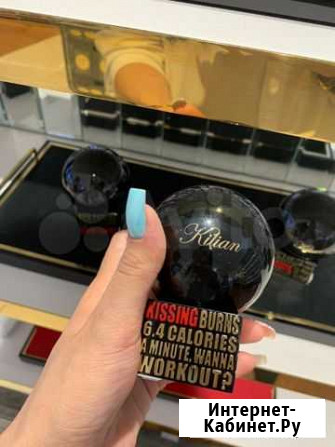 Kilian
KISSING BURNS
6.4 CALORIES
A MINUTE. WANNA
WORKOUT?
Интернет-
Кабинет.Ру